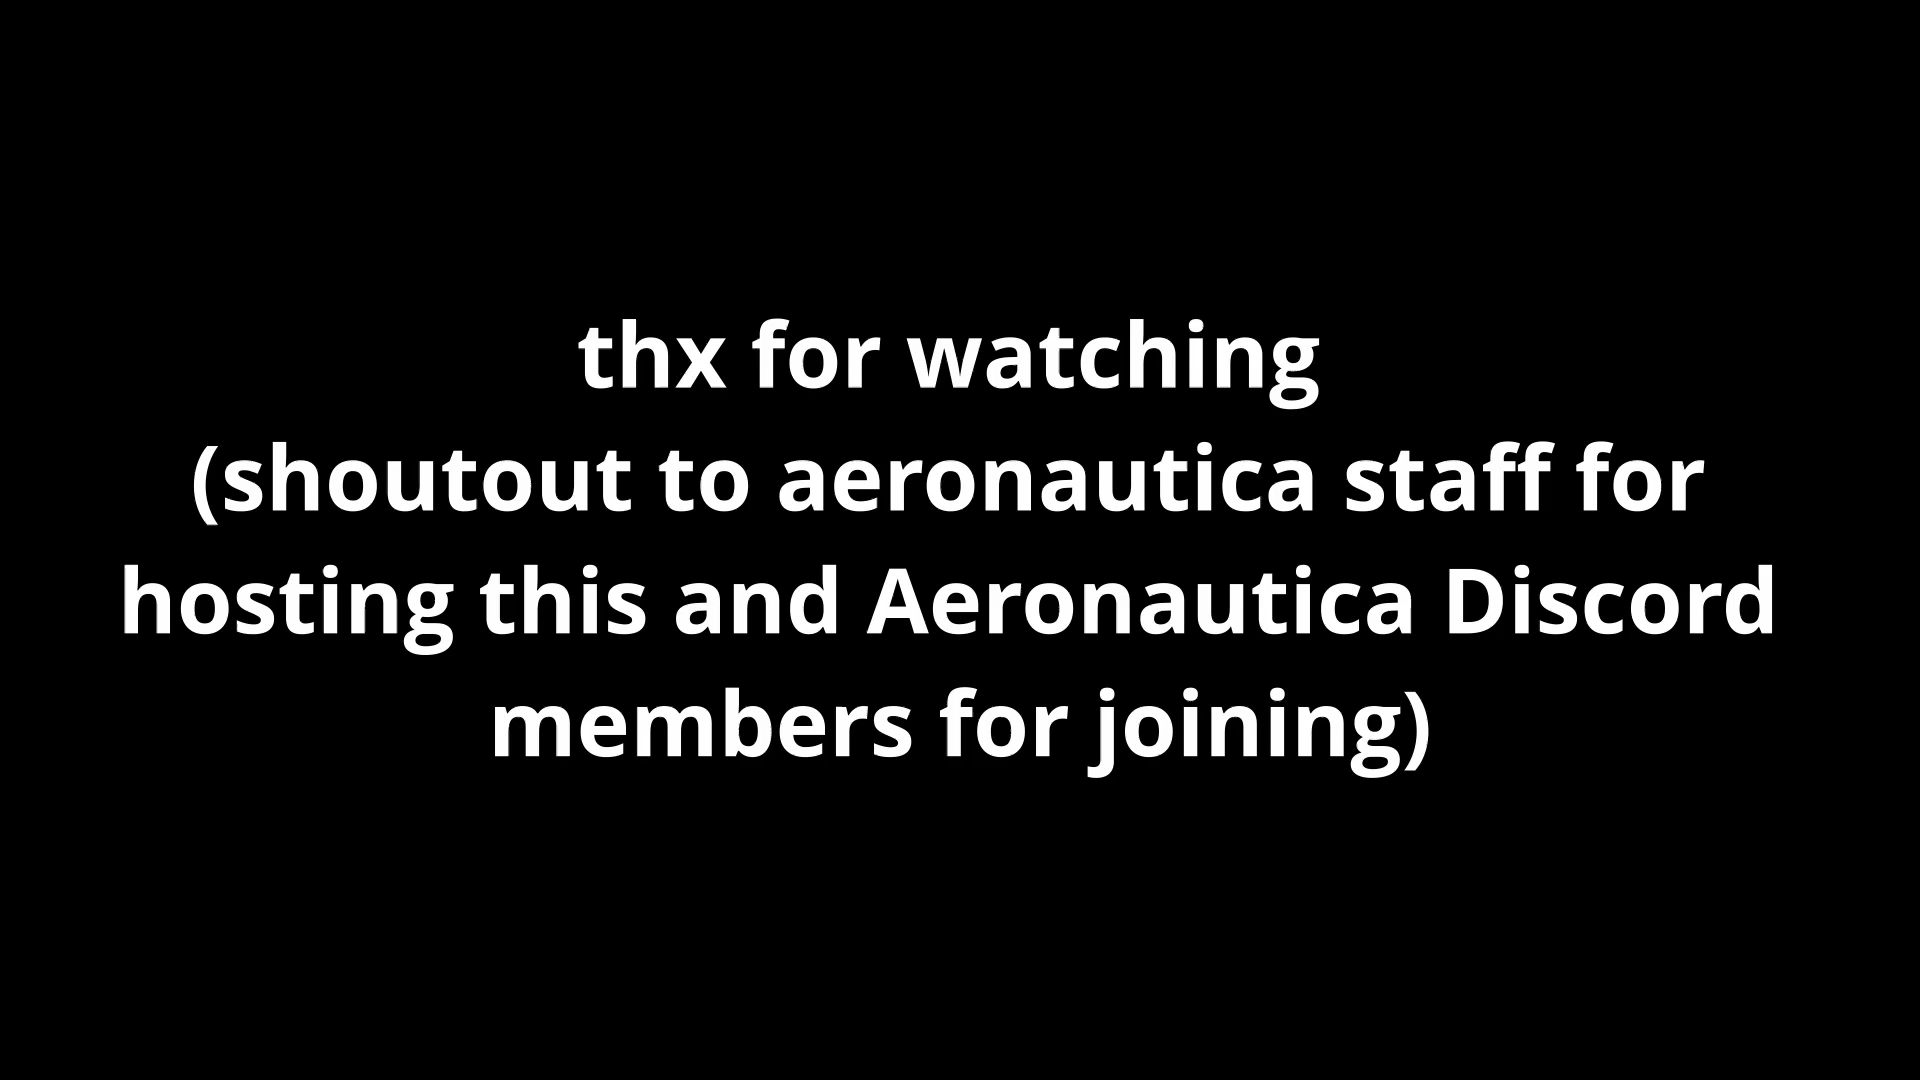 thx for watching
(shoutout to aeronautica staff for
hosting this and Aeronautica Discord
members for joining)